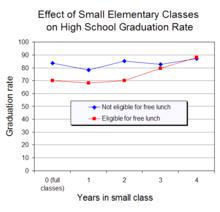 Effect of Small Elementary Classes
on High School Graduation Rate
Graduation rate
100
90
80
70
60
50
40
30
20
10
0
Not eligible for free lunch
Eligible for free lunch
0 (full
classes)
1
2
3
4
Years in small class